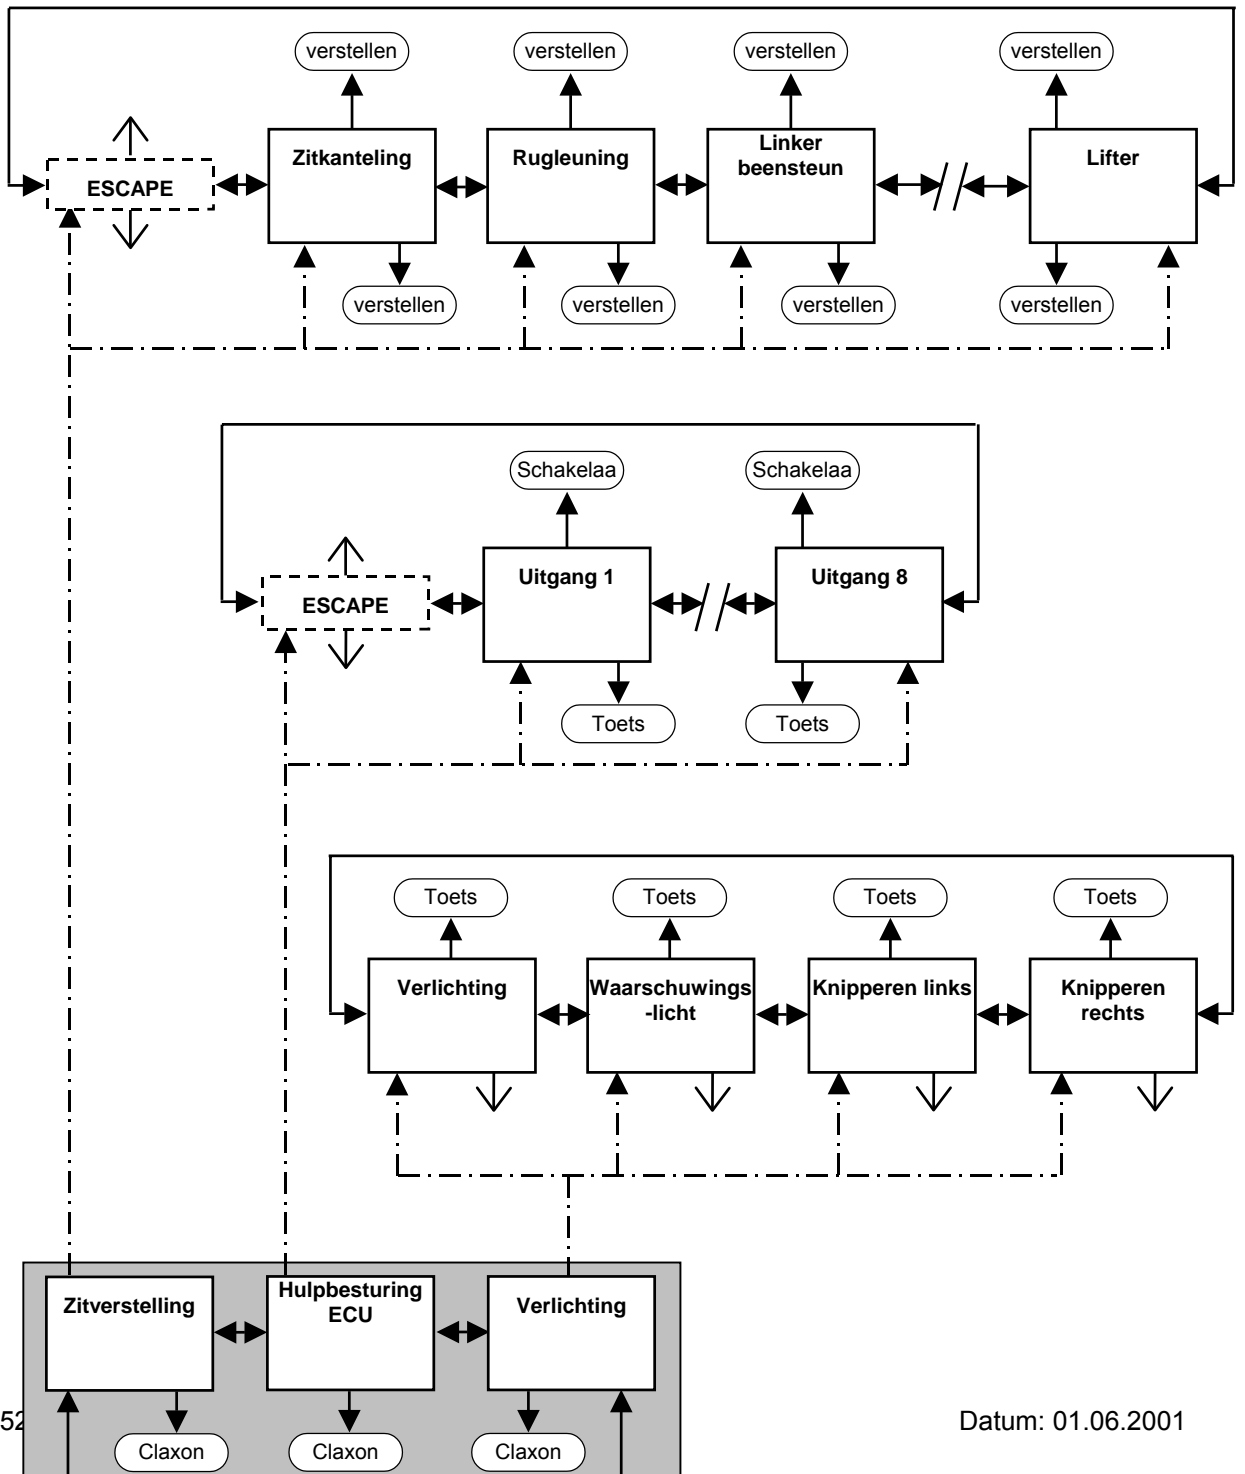 verstellen verstellen verstellen verstellen
ESCAPE
Zitkanteling
Rugleuning
Linker
beensteun
Lifter
verstellen verstellen verstellen verstellen
Schakelaa Schakelaa
ESCAPE
Uitgang 1
Uitgang 8
Toets Toets
Toets Toets Toets Toets
Verlichting
Waarschuwings
-licht
Knipperen links
Knipperen
rechts
Zitverstelling
Hulpbesturing
ECU
Verlichting
Claxon Claxon Claxon
52
Datum: 01.06.2001